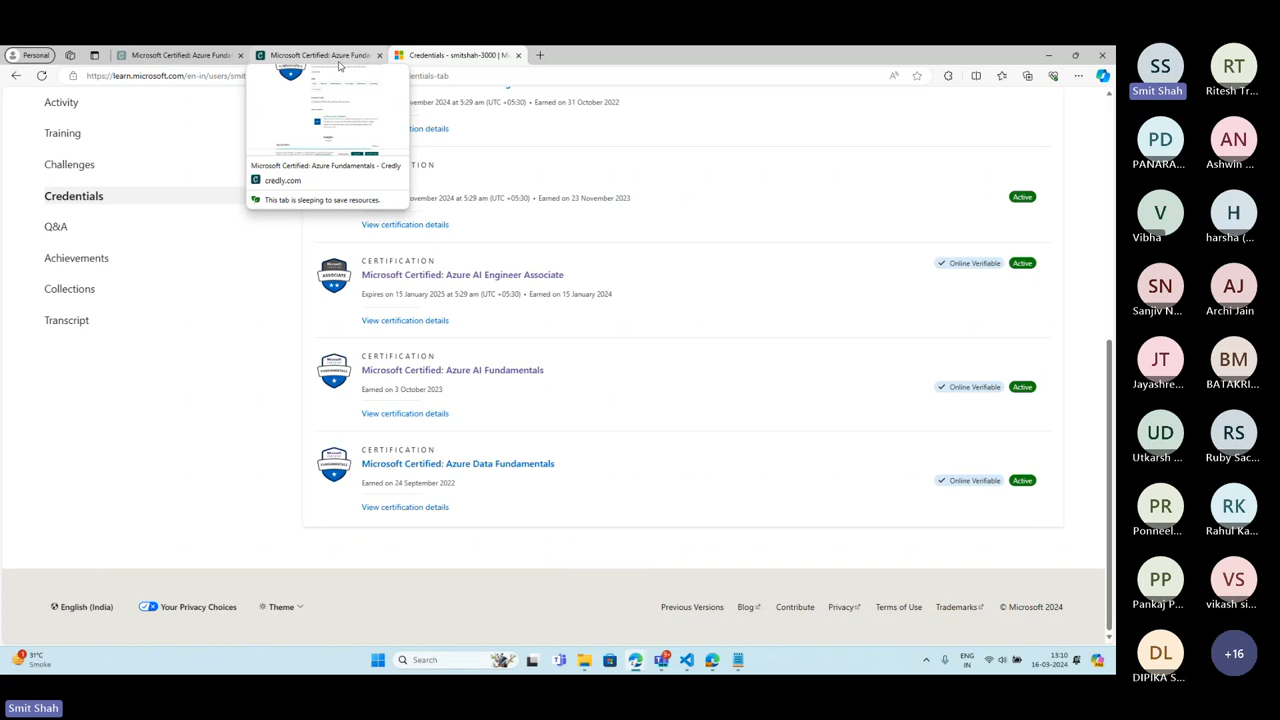 Personal
Microsoft Certified: Azure Funda
Microsoft Certified: Azure Funda
Credentials - smitshah-3000 | Mi
https://learn.microsoft.com/en-in/users/smit
edentials-tab
Activity
Training
Challenges
Credentials
Q&A
Achievements
Collections
Transcript
Microsoft Certified: Azure Fundamentals - Credly
credly.com
This tab is sleeping to save resources.
ovember 2024 at 5:29 am (UTC +05:30) • Earned on 31 October 2022
tion details
TION
ovember 2024 at 5:29 am (UTC +05:30) • Earned on 23 November 2023
Active
View certification details
CERTIFICATION
Microsoft Certified: Azure AI Engineer Associate
Expires on 15 January 2025 at 5:29 am (UTC +05:30) • Earned on 15 January 2024
Online Verifiable
Active
View certification details
ASSOCIATE
CERTIFICATION
Microsoft Certified: Azure AI Fundamentals
Earned on 3 October 2023
Online Verifiable
Active
View certification details
FUNDAMENTALS
CERTIFICATION
Microsoft Certified: Azure Data Fundamentals
Earned on 24 September 2022
Online Verifiable
Active
View certification details
FUNDAMENTALS
English (India)
Your Privacy Choices
Theme
Previous Versions
Blog
Contribute
Privacy
Terms of Use
Trademarks
© Microsoft 2024
31°C
Smoke
Search
ENG
IN
13:10
16-03-2024
SS
Smit Shah
RT
Ritesh Tr...
PD
PANARA...
AN
Ashwin ...
V
Vibha
H
harsha (...
SN
Sanjiv N...
AJ
Archi Jain
JT
Jayashre...
BM
BATAKRI...
UD
Utkarsh ...
RS
Ruby Sac...
PR
Ponneel...
RK
Rahul Ka...
PP
Pankaj P...
VS
vikash si...
DL
DIPIKA S...
+16
Smit Shah